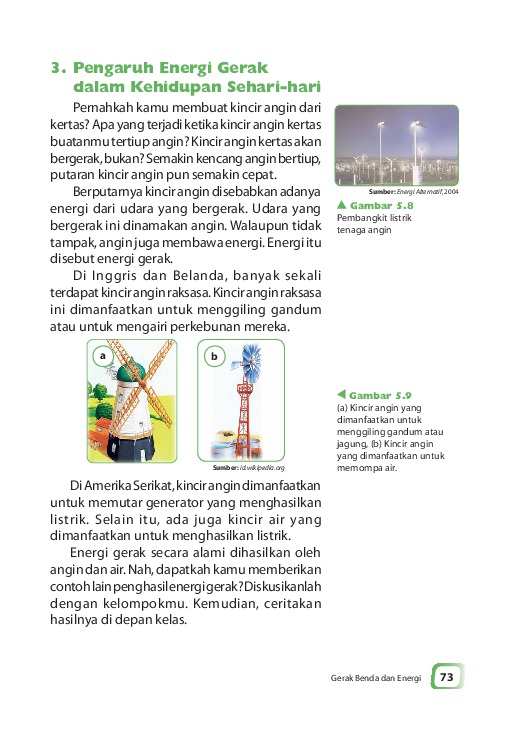 3. Pengaruh Energi Gerak
dalam Kehidupan Sehari-hari
Pernahkah kamu membuat kincir angin dari
kertas? Apa yang terjadi ketika kincir angin kertas
buatanmu tertiup angin? Kincir angin kertas akan
bergerak, bukan? Semakin kencang angin bertiup,
putaran kincir angin pun semakin cepat.
Berputarnya kincir angin disebabkan adanya
energi dari udara yang bergerak. Udara yang
bergerak ini dinamakan angin. Walaupun tidak
tampak, angin juga membawa energi. Energi itu
disebut energi gerak.
Di Inggris dan Belanda, banyak sekali
terdapat kincir angin raksasa. Kincir angin raksasa
ini dimanfaatkan untuk menggiling gandum
atau untuk mengairi perkebunan mereka.
a
b
Sumber: id.wikipedia.org
Di Amerika Serikat, kincir angin dimanfaatkan
untuk memutar generator yang menghasilkan
listrik. Selain itu, ada juga kincir air yang
dimanfaatkan untuk menghasilkan listrik.
Energi gerak secara alami dihasilkan oleh
angin dan air. Nah, dapatkah kamu memberikan
contoh lain penghasil energi gerak? Diskusikanlah
dengan kelompokmu. Kemudian, ceritakan
hasilnya di depan kelas.
Sumber: Energi Alternatif, 2004
Gambar 5.8
Pembangkit listrik
tenaga angin
Gambar 5.9
(a) Kincir angin yang
dimanfaatkan untuk
menggiling gandum atau
jagung, (b) Kincir angin
yang dimanfaatkan untuk
memompa air.
Gerak Benda dan Energi 73